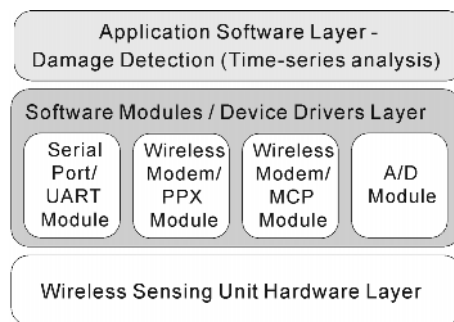 Application Software Layer -
Damage Detection (Time-series analysis)
Software Modules / Device Drivers Layer
Serial
Port/
UART
Module
Wireless
Modem/
PPX
Module
Wireless
Modem/
MCP
Module
A/D
Module
Wireless Sensing Unit Hardware Layer